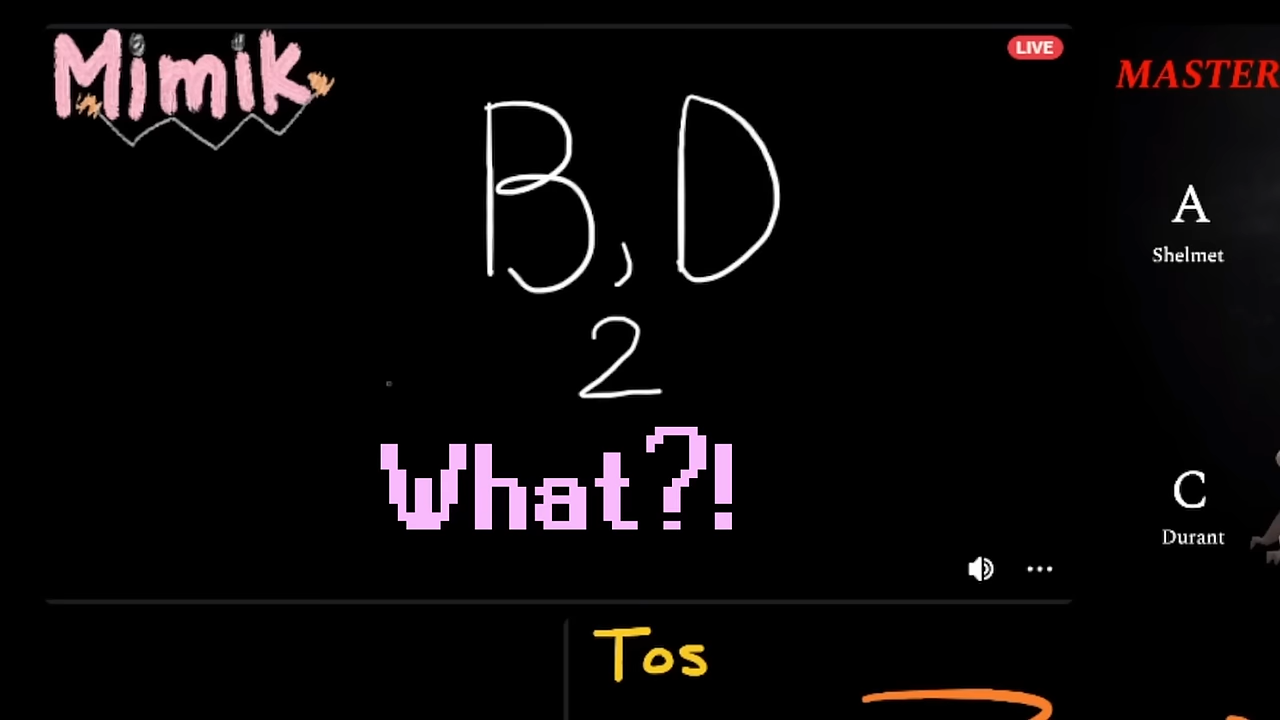 Mimik
LIVE
B, D
2
What?!
MASTER
A
Shelmet
C
Durant
Tos